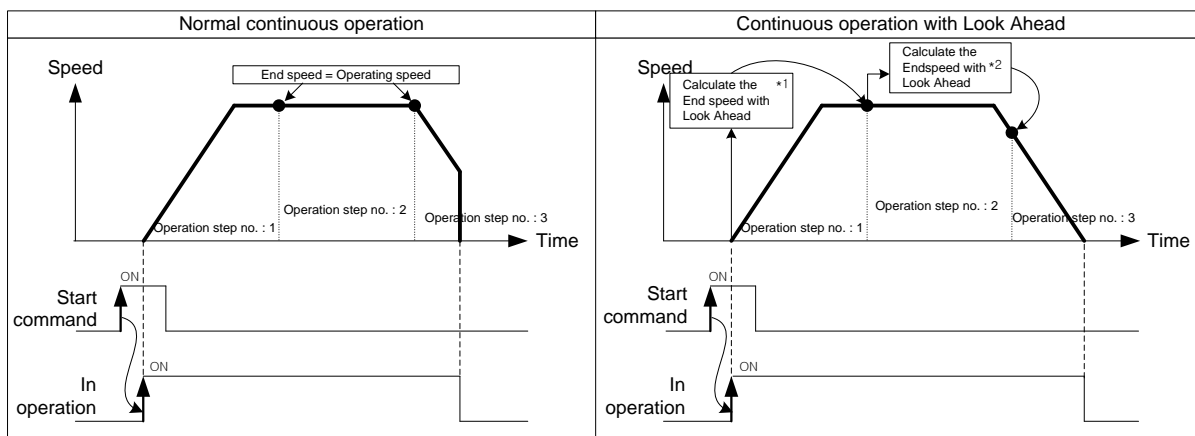 Normal continuous operation
Speed
End speed = Operating speed
Operation step no. : 1
Operation step no. : 2
Operation step no. : 3
Time
ON
Start
command
ON
In
operation
Continuous operation with Look Ahead
Speed
Calculate the *1
End speed with
Look Ahead
Calculate the
Endspeed with *2
Look Ahead
Operation step no. : 1
Operation step no. : 2
Operation step no. : 3
Time
ON
Start
command
ON
In
operation